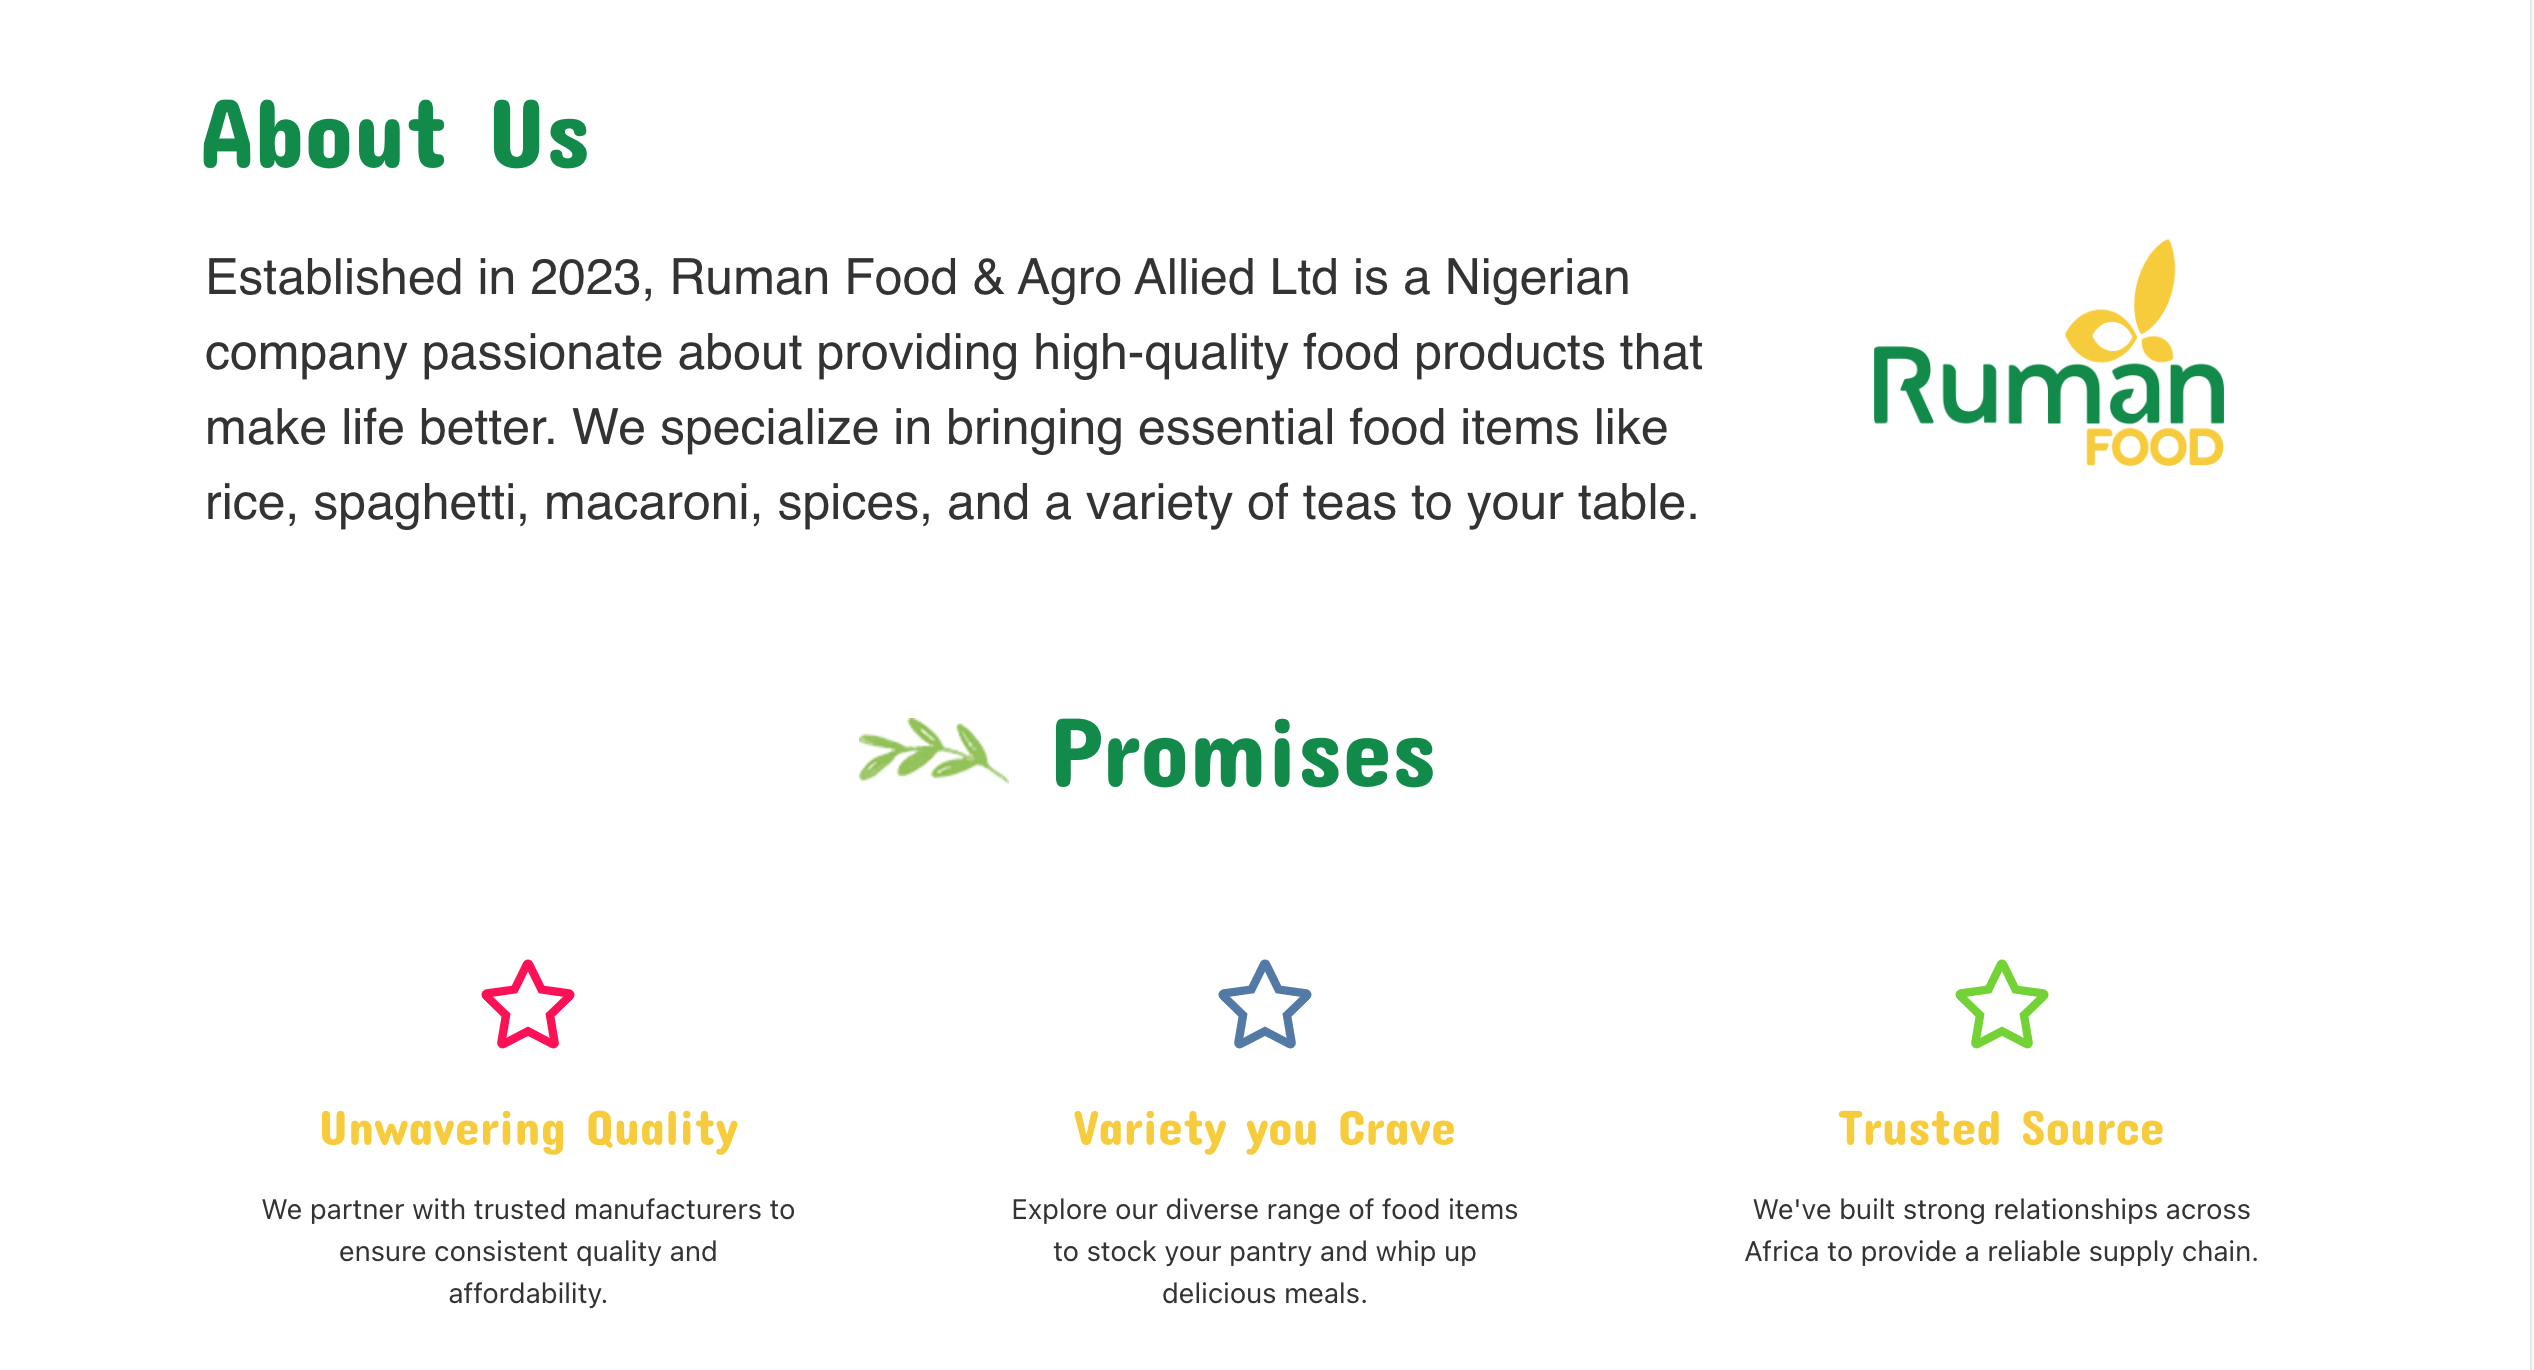 About Us
Established in 2023, Ruman Food & Agro Allied Ltd is a Nigerian
company passionate about providing high-quality food products that
make life better. We specialize in bringing essential food items like
rice, spaghetti, macaroni, spices, and a variety of teas to your table.
Ruman
FOOD
Promises
Unwavering Quality
We partner with trusted manufacturers to
ensure consistent quality and
affordability.
Variety you Crave
Explore our diverse range of food items
to stock your pantry and whip up
delicious meals.
Trusted Source
We've built strong relationships across
Africa to provide a reliable supply chain.